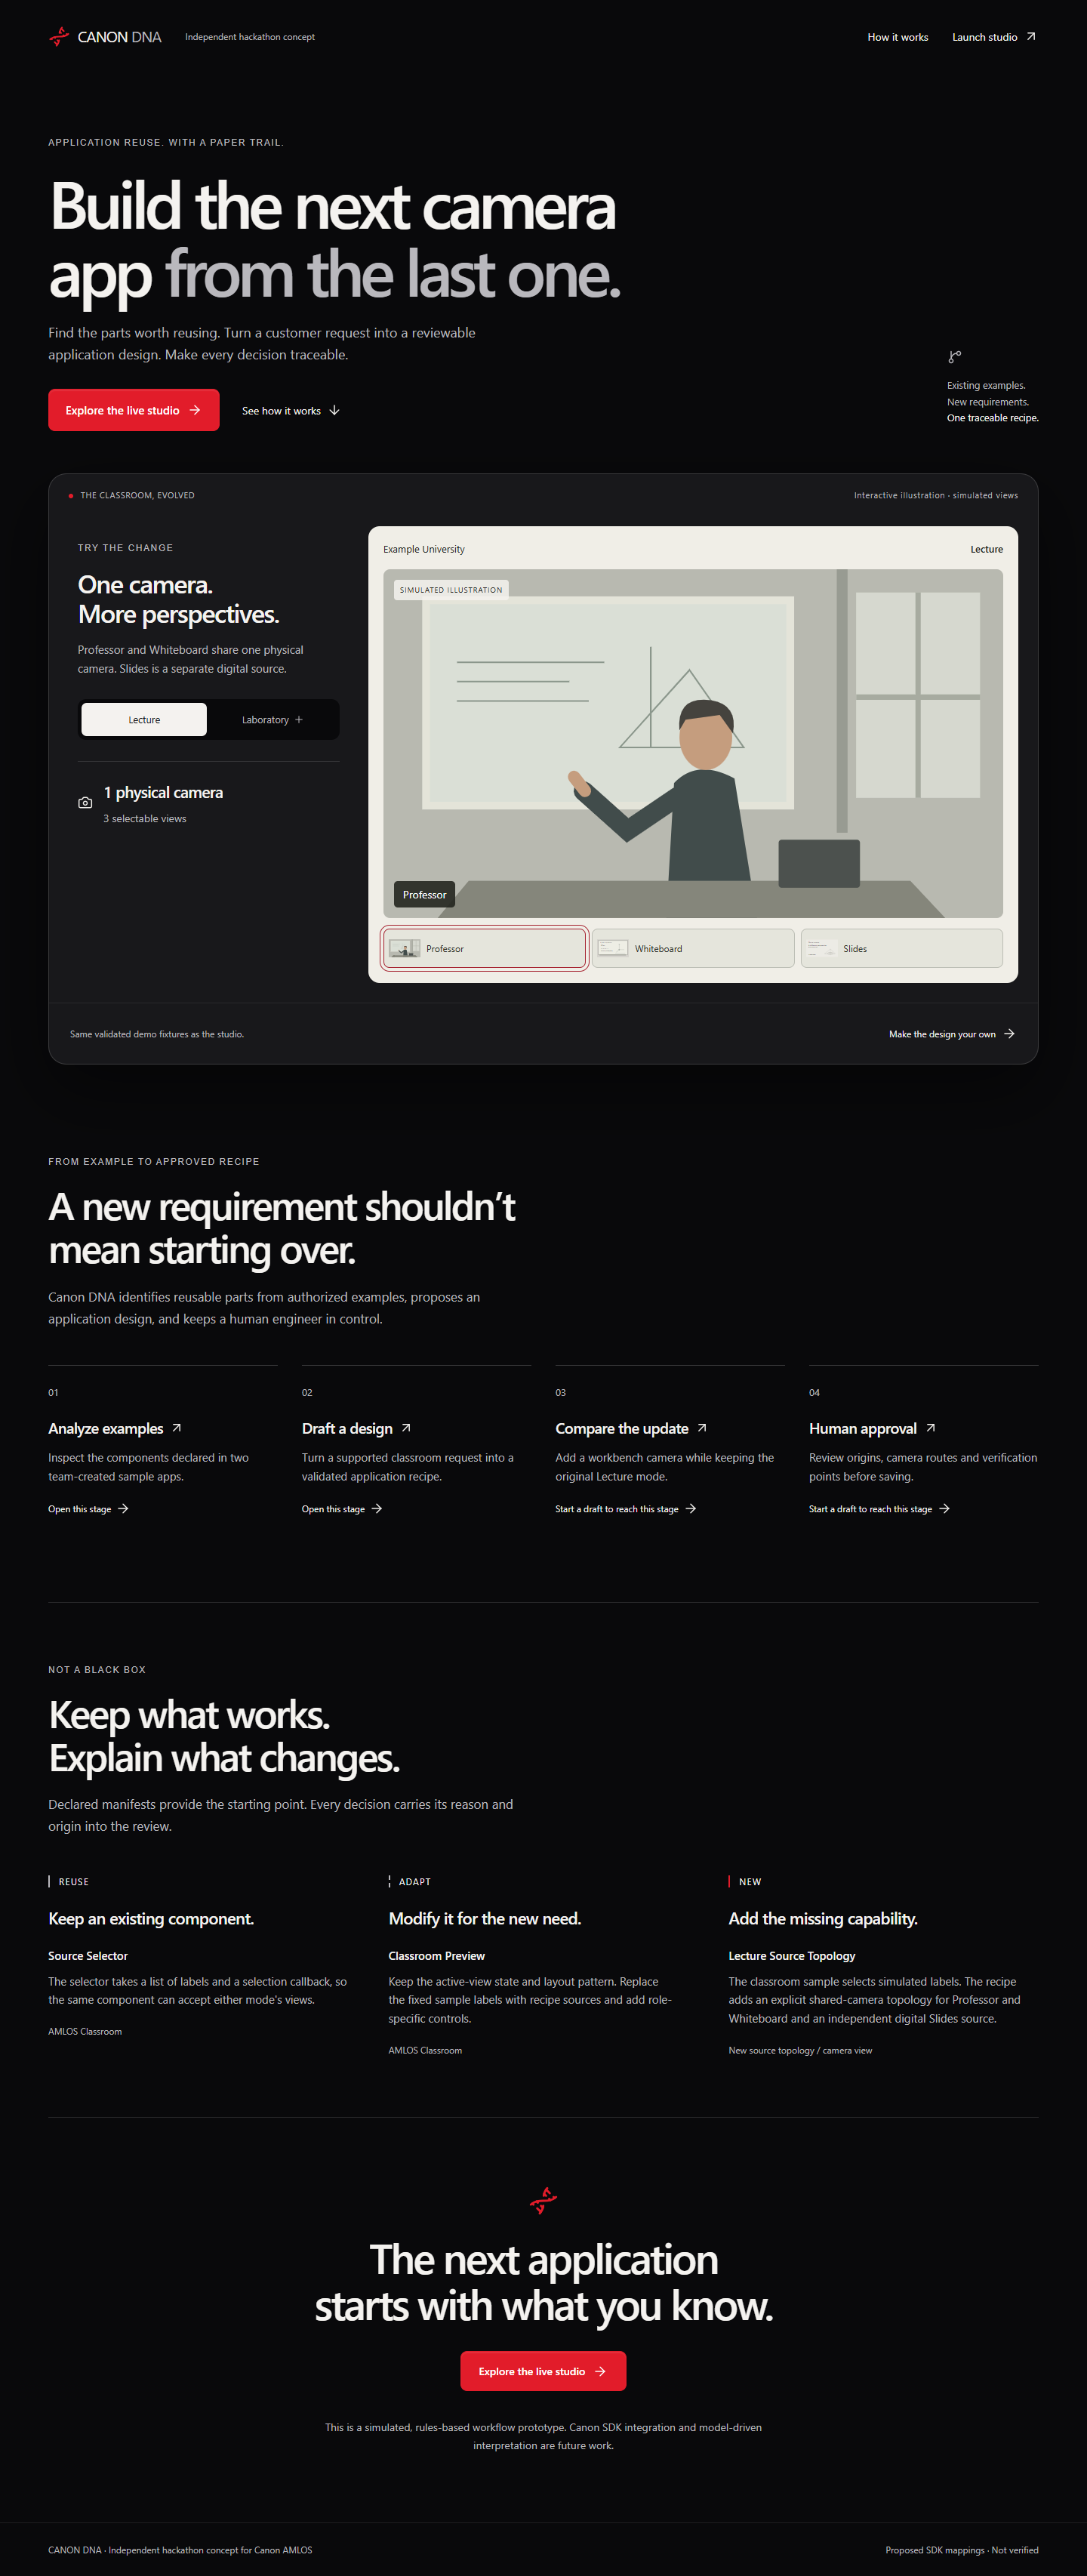 CANON DNA
Independent hackathon concept
How it works
Launch studio
APPLICATION REUSE. WITH A PAPER TRAIL.
Build the next camera
app from the last one.
Find the parts worth reusing. Turn a customer request into a reviewable
application design. Make every decision traceable.
Explore the live studio
See how it works
Existing examples.
New requirements.
One traceable recipe.
THE CLASSROOM, EVOLVED
Interactive illustration · simulated views
TRY THE CHANGE
One camera.
More perspectives.
Professor and Whiteboard share one physical
camera. Slides is a separate digital source.
Lecture
Laboratory
1 physical camera
3 selectable views
Example University
Lecture
SIMULATED ILLUSTRATION
Professor
Professor
Whiteboard
Slides
Same validated demo fixtures as the studio.
Make the design your own
FROM EXAMPLE TO APPROVED RECIPE
A new requirement shouldn’t
mean starting over.
Canon DNA identifies reusable parts from authorized examples, proposes an
application design, and keeps a human engineer in control.
01
Analyze examples
Inspect the components declared in two
team-created sample apps.
Open this stage
02
Draft a design
Turn a supported classroom request into a
validated application recipe.
Open this stage
03
Compare the update
Add a workbench camera while keeping the
original Lecture mode.
Start a draft to reach this stage
04
Human approval
Review origins, camera routes and verification
points before saving.
Start a draft to reach this stage
NOT A BLACK BOX
Keep what works.
Explain what changes.
Declared manifests provide the starting point. Every decision carries its reason and
origin into the review.
REUSE
Keep an existing component.
Source Selector
The selector takes a list of labels and a selection callback, so
the same component can accept either mode's views.
AMLOS Classroom
ADAPT
Modify it for the new need.
Classroom Preview
Keep the active-view state and layout pattern. Replace
the fixed sample labels with recipe sources and add role-
specific controls.
AMLOS Classroom
NEW
Add the missing capability.
Lecture Source Topology
The classroom sample selects simulated labels. The recipe
adds an explicit shared-camera topology for Professor and
Whiteboard and an independent digital Slides source.
New source topology / camera view
The next application
starts with what you know.
Explore the live studio
This is a simulated, rules-based workflow prototype. Canon SDK integration and model-driven
interpretation are future work.
CANON DNA · Independent hackathon concept for Canon AMLOS
Proposed SDK mappings · Not verified